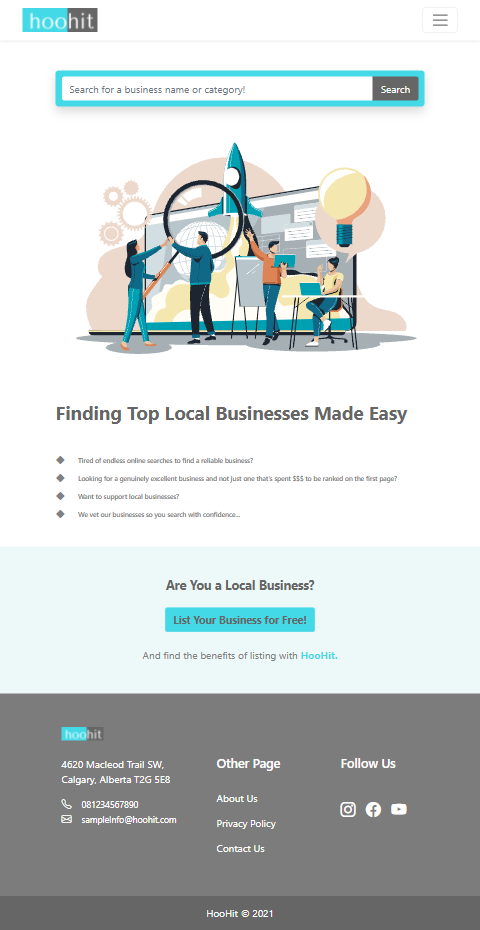 hoohit
Search for a business name or category!
Search
Finding Top Local Businesses Made Easy
Tired of endless online searches to find a reliable business?
Looking for a genuinely excellent business and not just one that's spent $$$ to be ranked on the first page?
Want to support local businesses?
We vet our businesses so you search with confidence...
Are You a Local Business?
List Your Business for Free!
And find the benefits of listing with HooHit.
hoohit
4620 Macleod Trail SW,
Calgary, Alberta T2G 5E8
081234567890
sampleInfo@hoohit.com
Other Page
About Us
Privacy Policy
Contact Us
Follow Us
HooHit © 2021